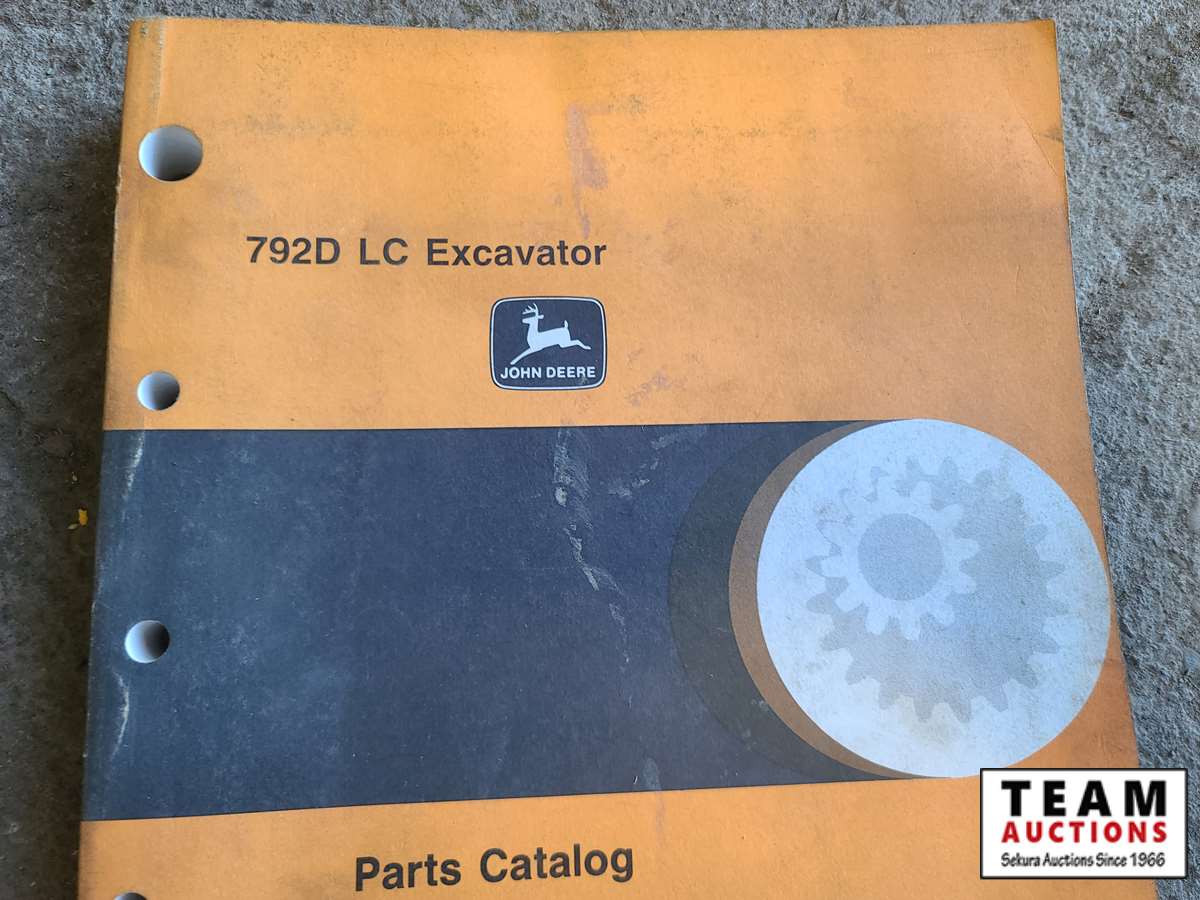 792D LC Excavator
JOHN DEERE
Parts Catalog
TEAM
AUCTIONS
Sekura Auctions Since 1966